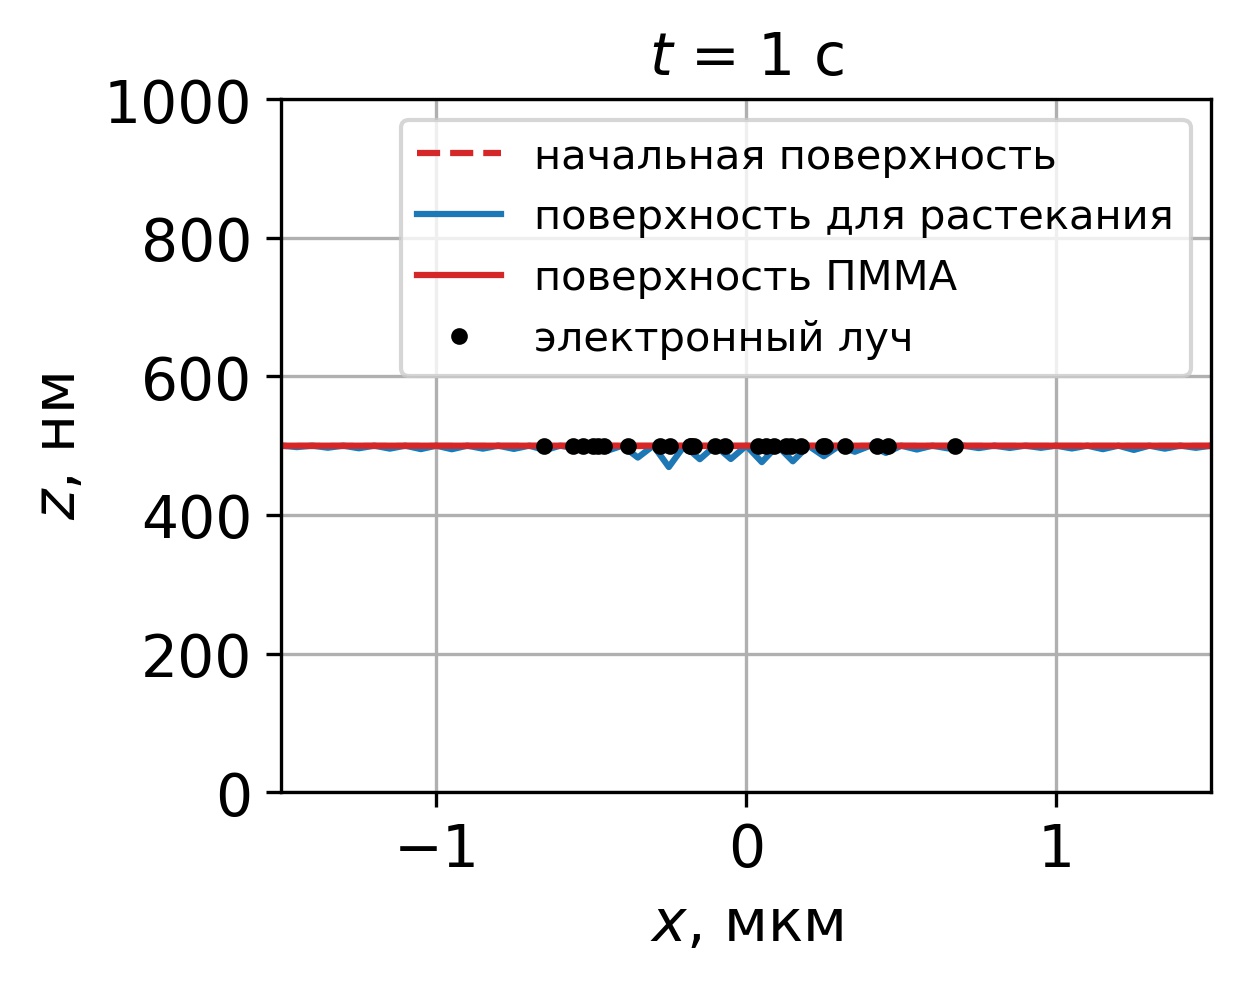 t = 1 с
1000
800
600
400
200
0
z, нм
начальная поверхность
поверхность для растекания
поверхность ПММА
электронный луч
−1 0 1
x, мкм